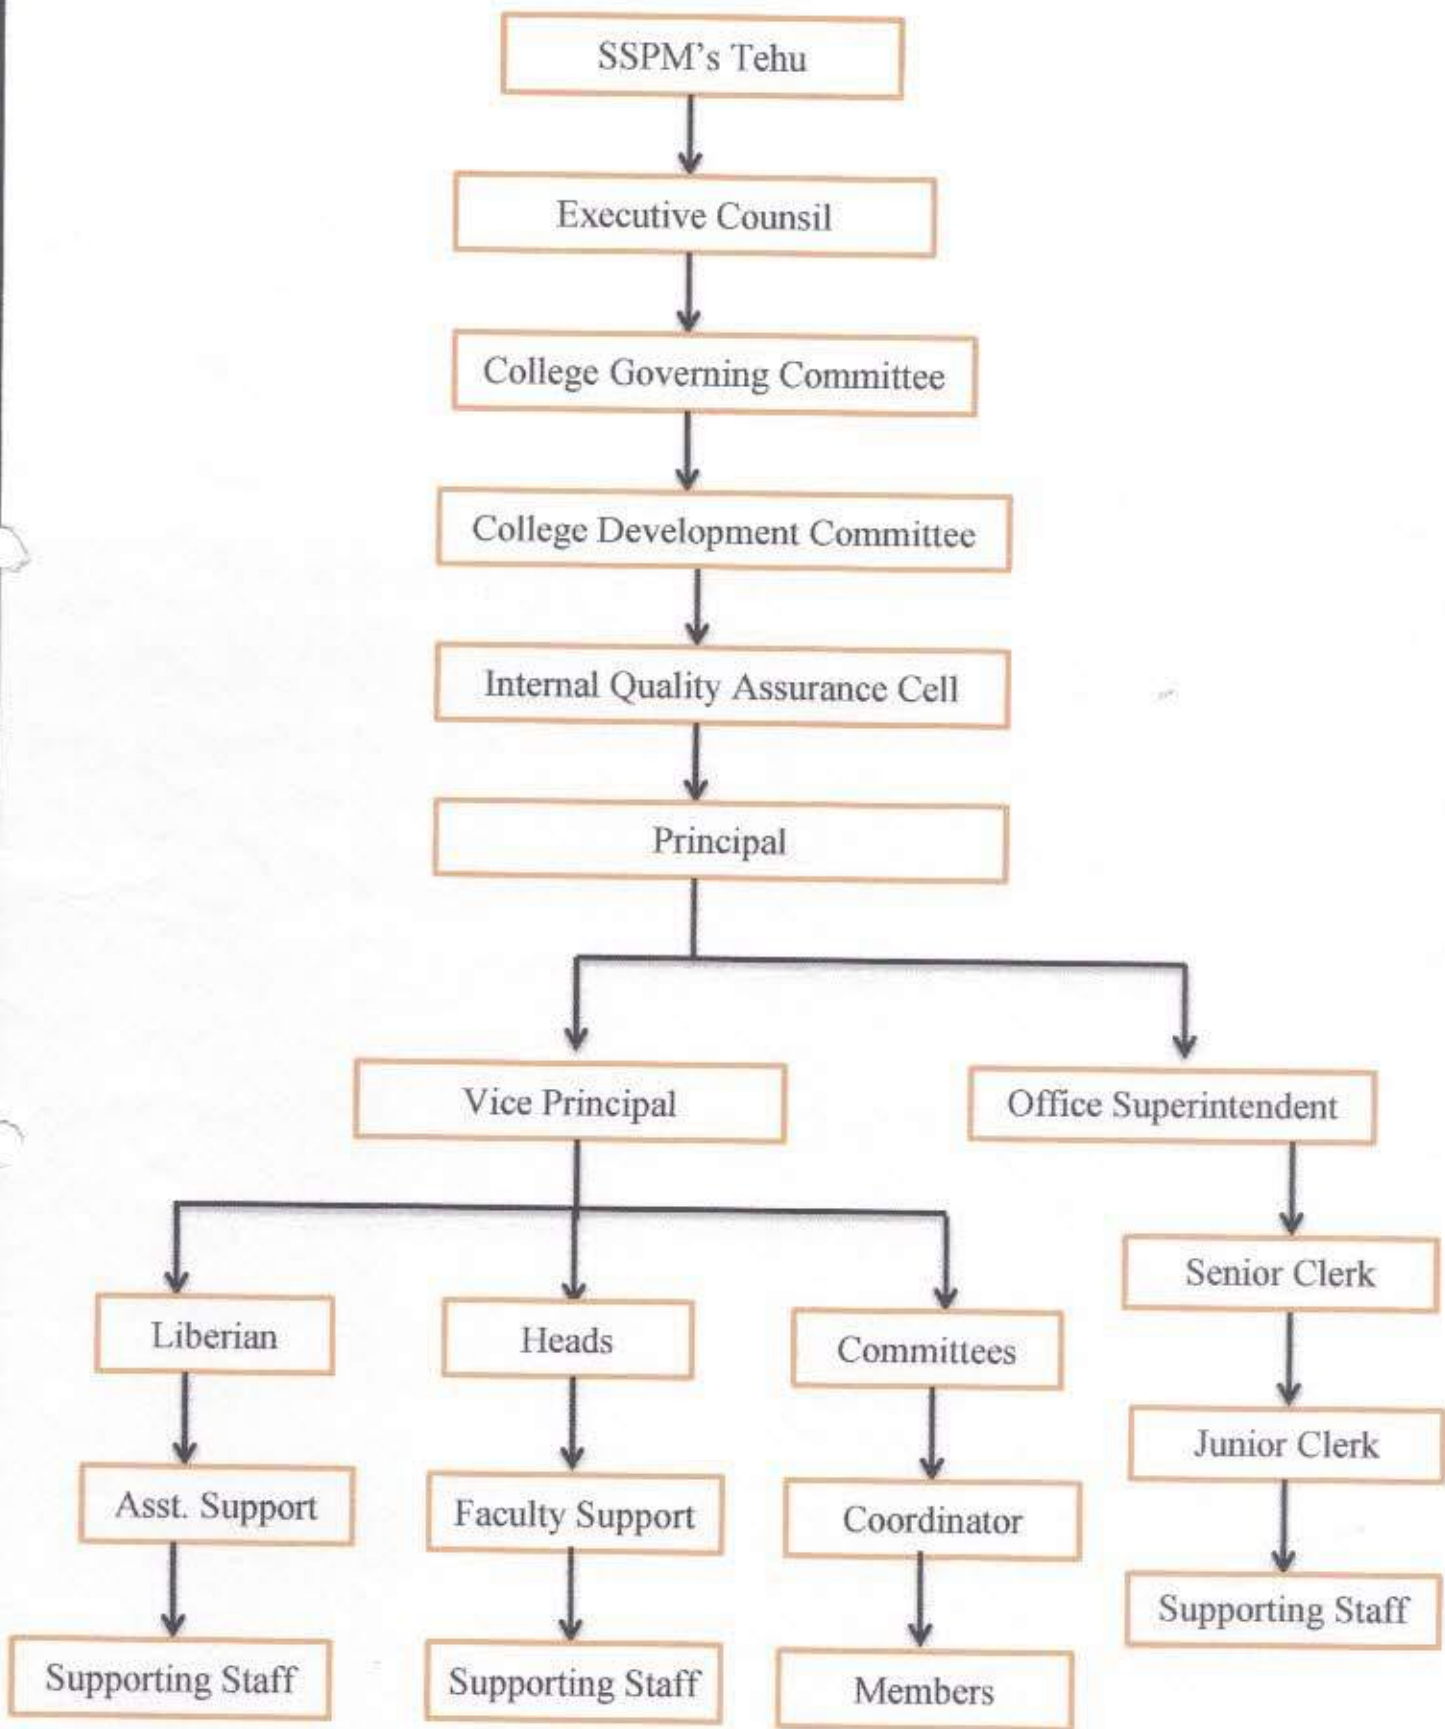 SSPM's Tehu
Executive Counsil
College Governing Committee
College Development Committee
Internal Quality Assurance Cell
Principal
Vice Principal
Office Superintendent
Senior Clerk
Liberian
Heads
Committees
Junior Clerk
Asst. Support
Faculty Support
Coordinator
Supporting Staff
Supporting Staff
Supporting Staff
Members